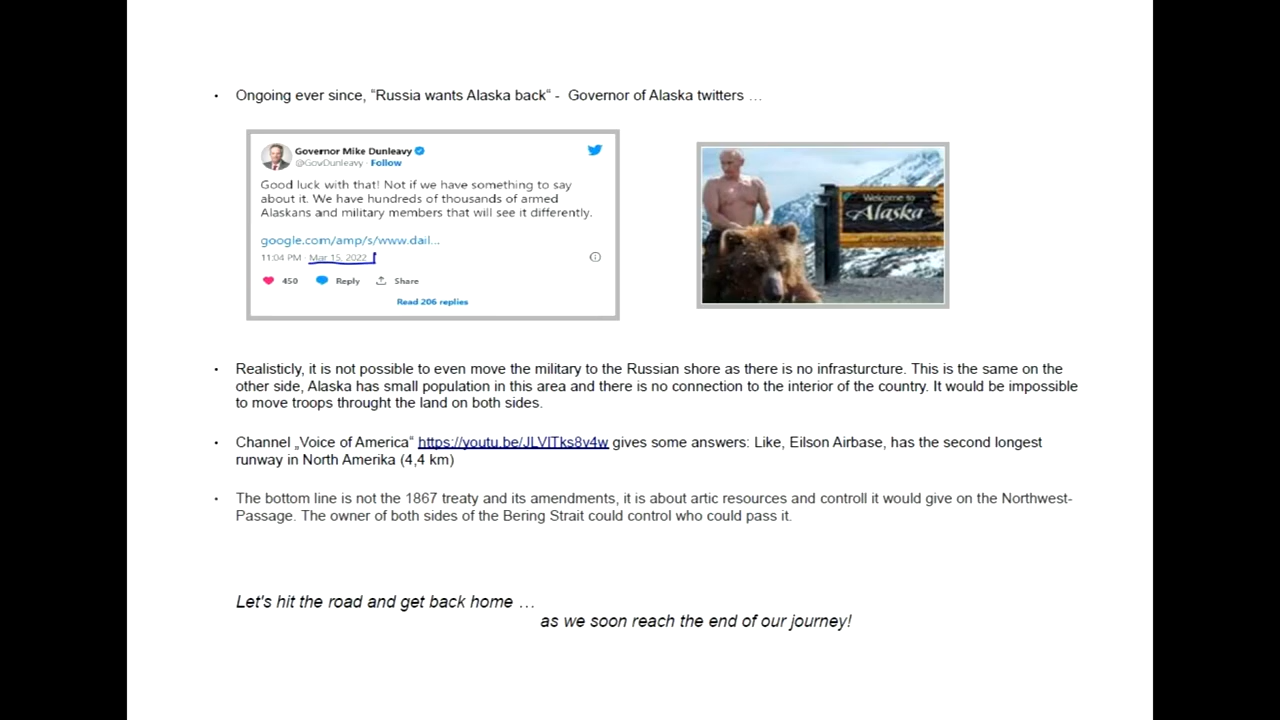 • Ongoing ever since, “Russia wants Alaska back“ - Governor of Alaska twitters …
Governor Mike Dunleavy
@GovDunleavy · Follow
Good luck with that! Not if we have something to say
about it. We have hundreds of thousands of armed
Alaskans and military members that will see it differently.
google.com/amp/s/www.dail...
11:04 PM · Mar 15, 2022
450 Reply Share
Read 206 replies
Welcome to
Alaska
• Realisticly, it is not possible to even move the military to the Russian shore as there is no infrasturcture. This is the same on the
other side, Alaska has small population in this area and there is no connection to the interior of the country. It would be impossible
to move troops throught the land on both sides.
• Channel „Voice of America“ https://youtu.be/JLVITks8v4w gives some answers: Like, Eilson Airbase, has the second longest
runway in North Amerika (4,4 km)
• The bottom line is not the 1867 treaty and its amendments, it is about artic resources and controll it would give on the Northwest-
Passage. The owner of both sides of the Bering Strait could control who could pass it.
Let's hit the road and get back home …
as we soon reach the end of our journey!